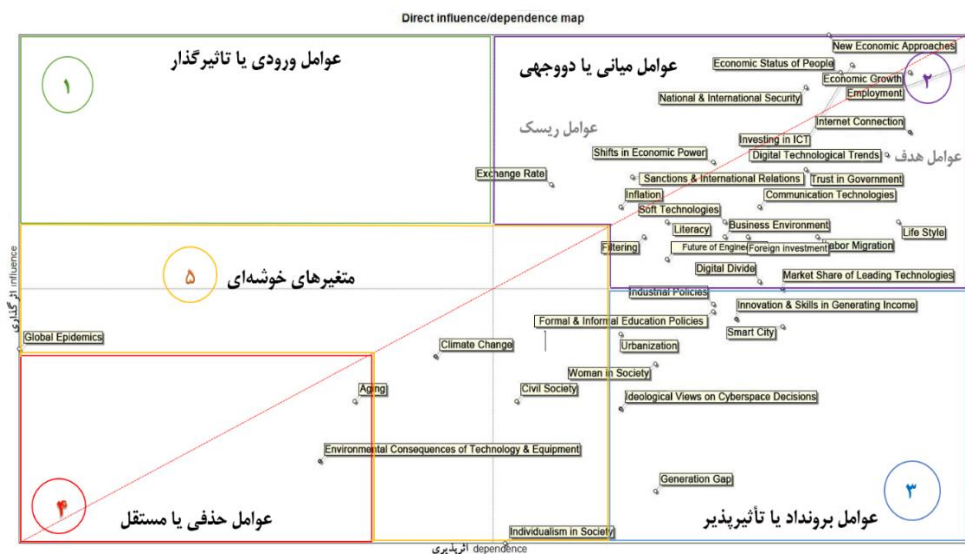 Direct influence/dependence map
عوامل ورودی یا تاثیرگذار
۱
عوامل میانی یا دووجهی
۲
New Economic Approaches
Economic Status of People
Economic Growth
Employment
National & International Security
Internet Connection
عوامل ریسک
Investing in ICT
عوامل هدف
Shifts in Economic Power
Digital Technological Trends
Exchange Rate
Sanctions & International Relations
Trust in Government
Inflation
Communication Technologies
Soft Technologies
Literacy
Business Environment
Life Style
Filtering
Future of Engine
Foreign investment
abor Migration
Digital Divide
Market Share of Leading Technologies
متغیرهای خوشه‌ای
۵
Industrial Policies
Innovation & Skills in Generating Income
Formal & Informal Education Policies
Smart City
Global Epidemics
Climate Change
Urbanization
Woman in Society
Aging
Civil Society
Ideological Views on Cyberspace Decisions
Environmental Consequences of Technology & Equipment
Generation Gap
۴
عوامل حذفی یا مستقل
عوامل برونداد یا تأثیرپذیر
۳
Individualism in Society
اثرگذاری influence
اثرپذیری dependence